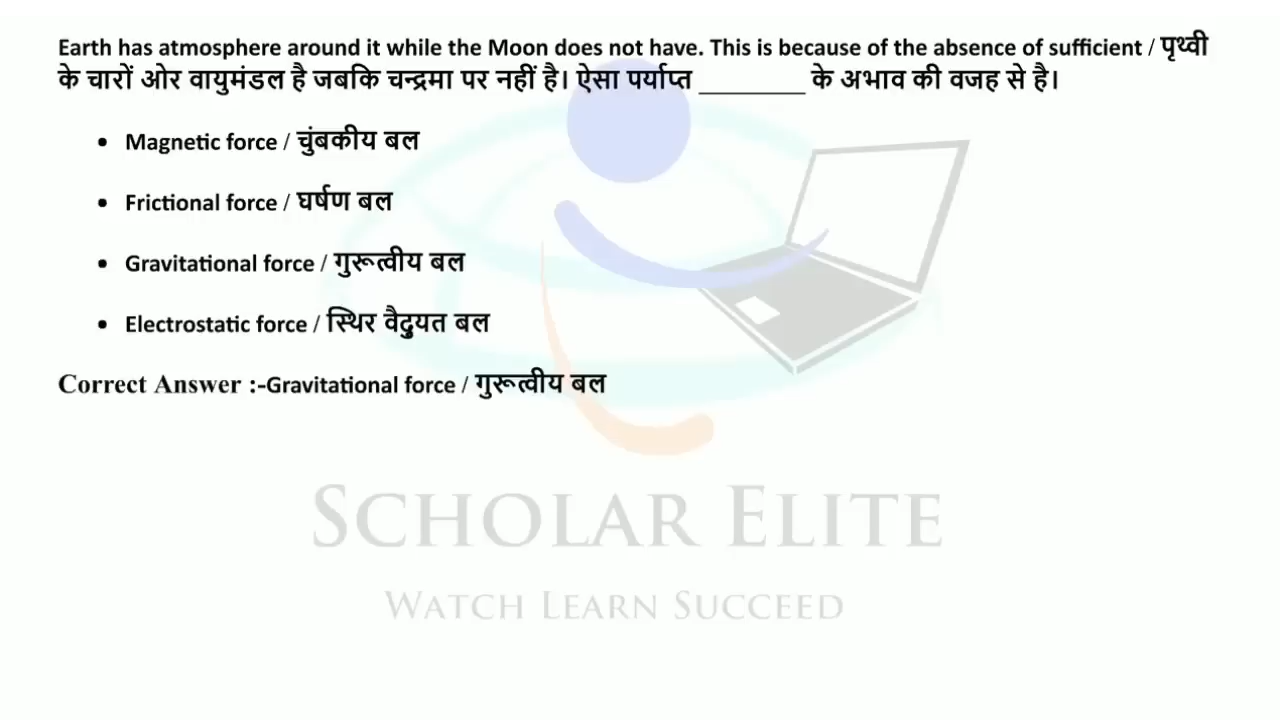 Earth has atmosphere around it while the Moon does not have. This is because of the absence of sufficient / पृथ्वी
के चारों ओर वायुमंडल है जबकि चन्द्रमा पर नहीं है। ऐसा पर्याप्त _________ के अभाव की वजह से है।
• Magnetic force / चुंबकीय बल
• Frictional force / घर्षण बल
• Gravitational force / गुरूत्वीय बल
• Electrostatic force / स्थिर वैदु्यत बल
Correct Answer :-Gravitational force / गुरूत्वीय बल
SCHOLAR ELITE
WATCH LEARN SUCCEED